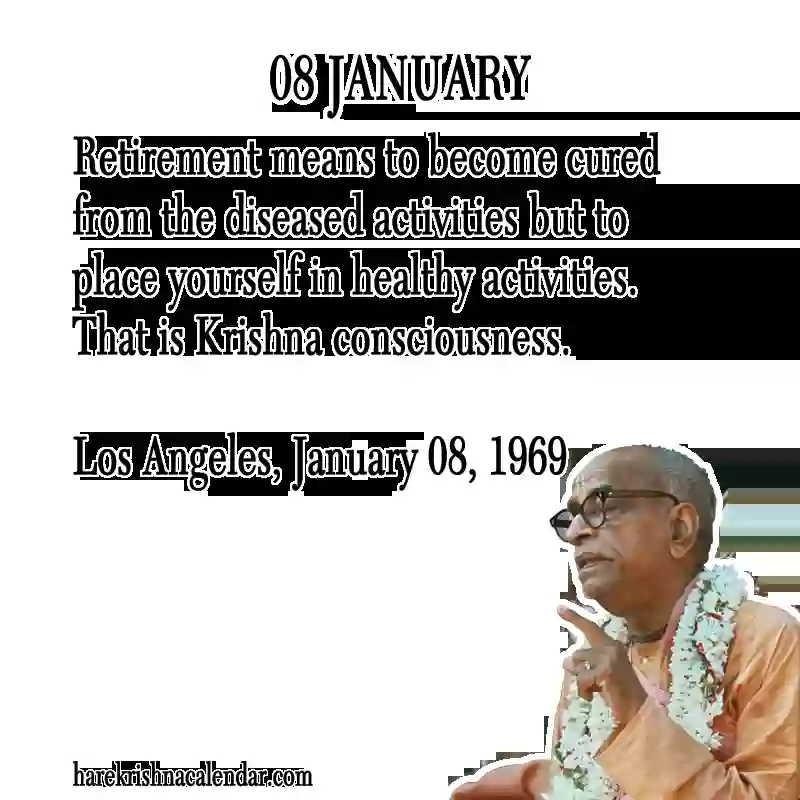 08 JANUARY
Retirement means to become cured
from the diseased activities but to
place yourself in healthy activities.
That is Krishna consciousness.
Los Angeles, January 08, 1969
harekrishnacalendar.com